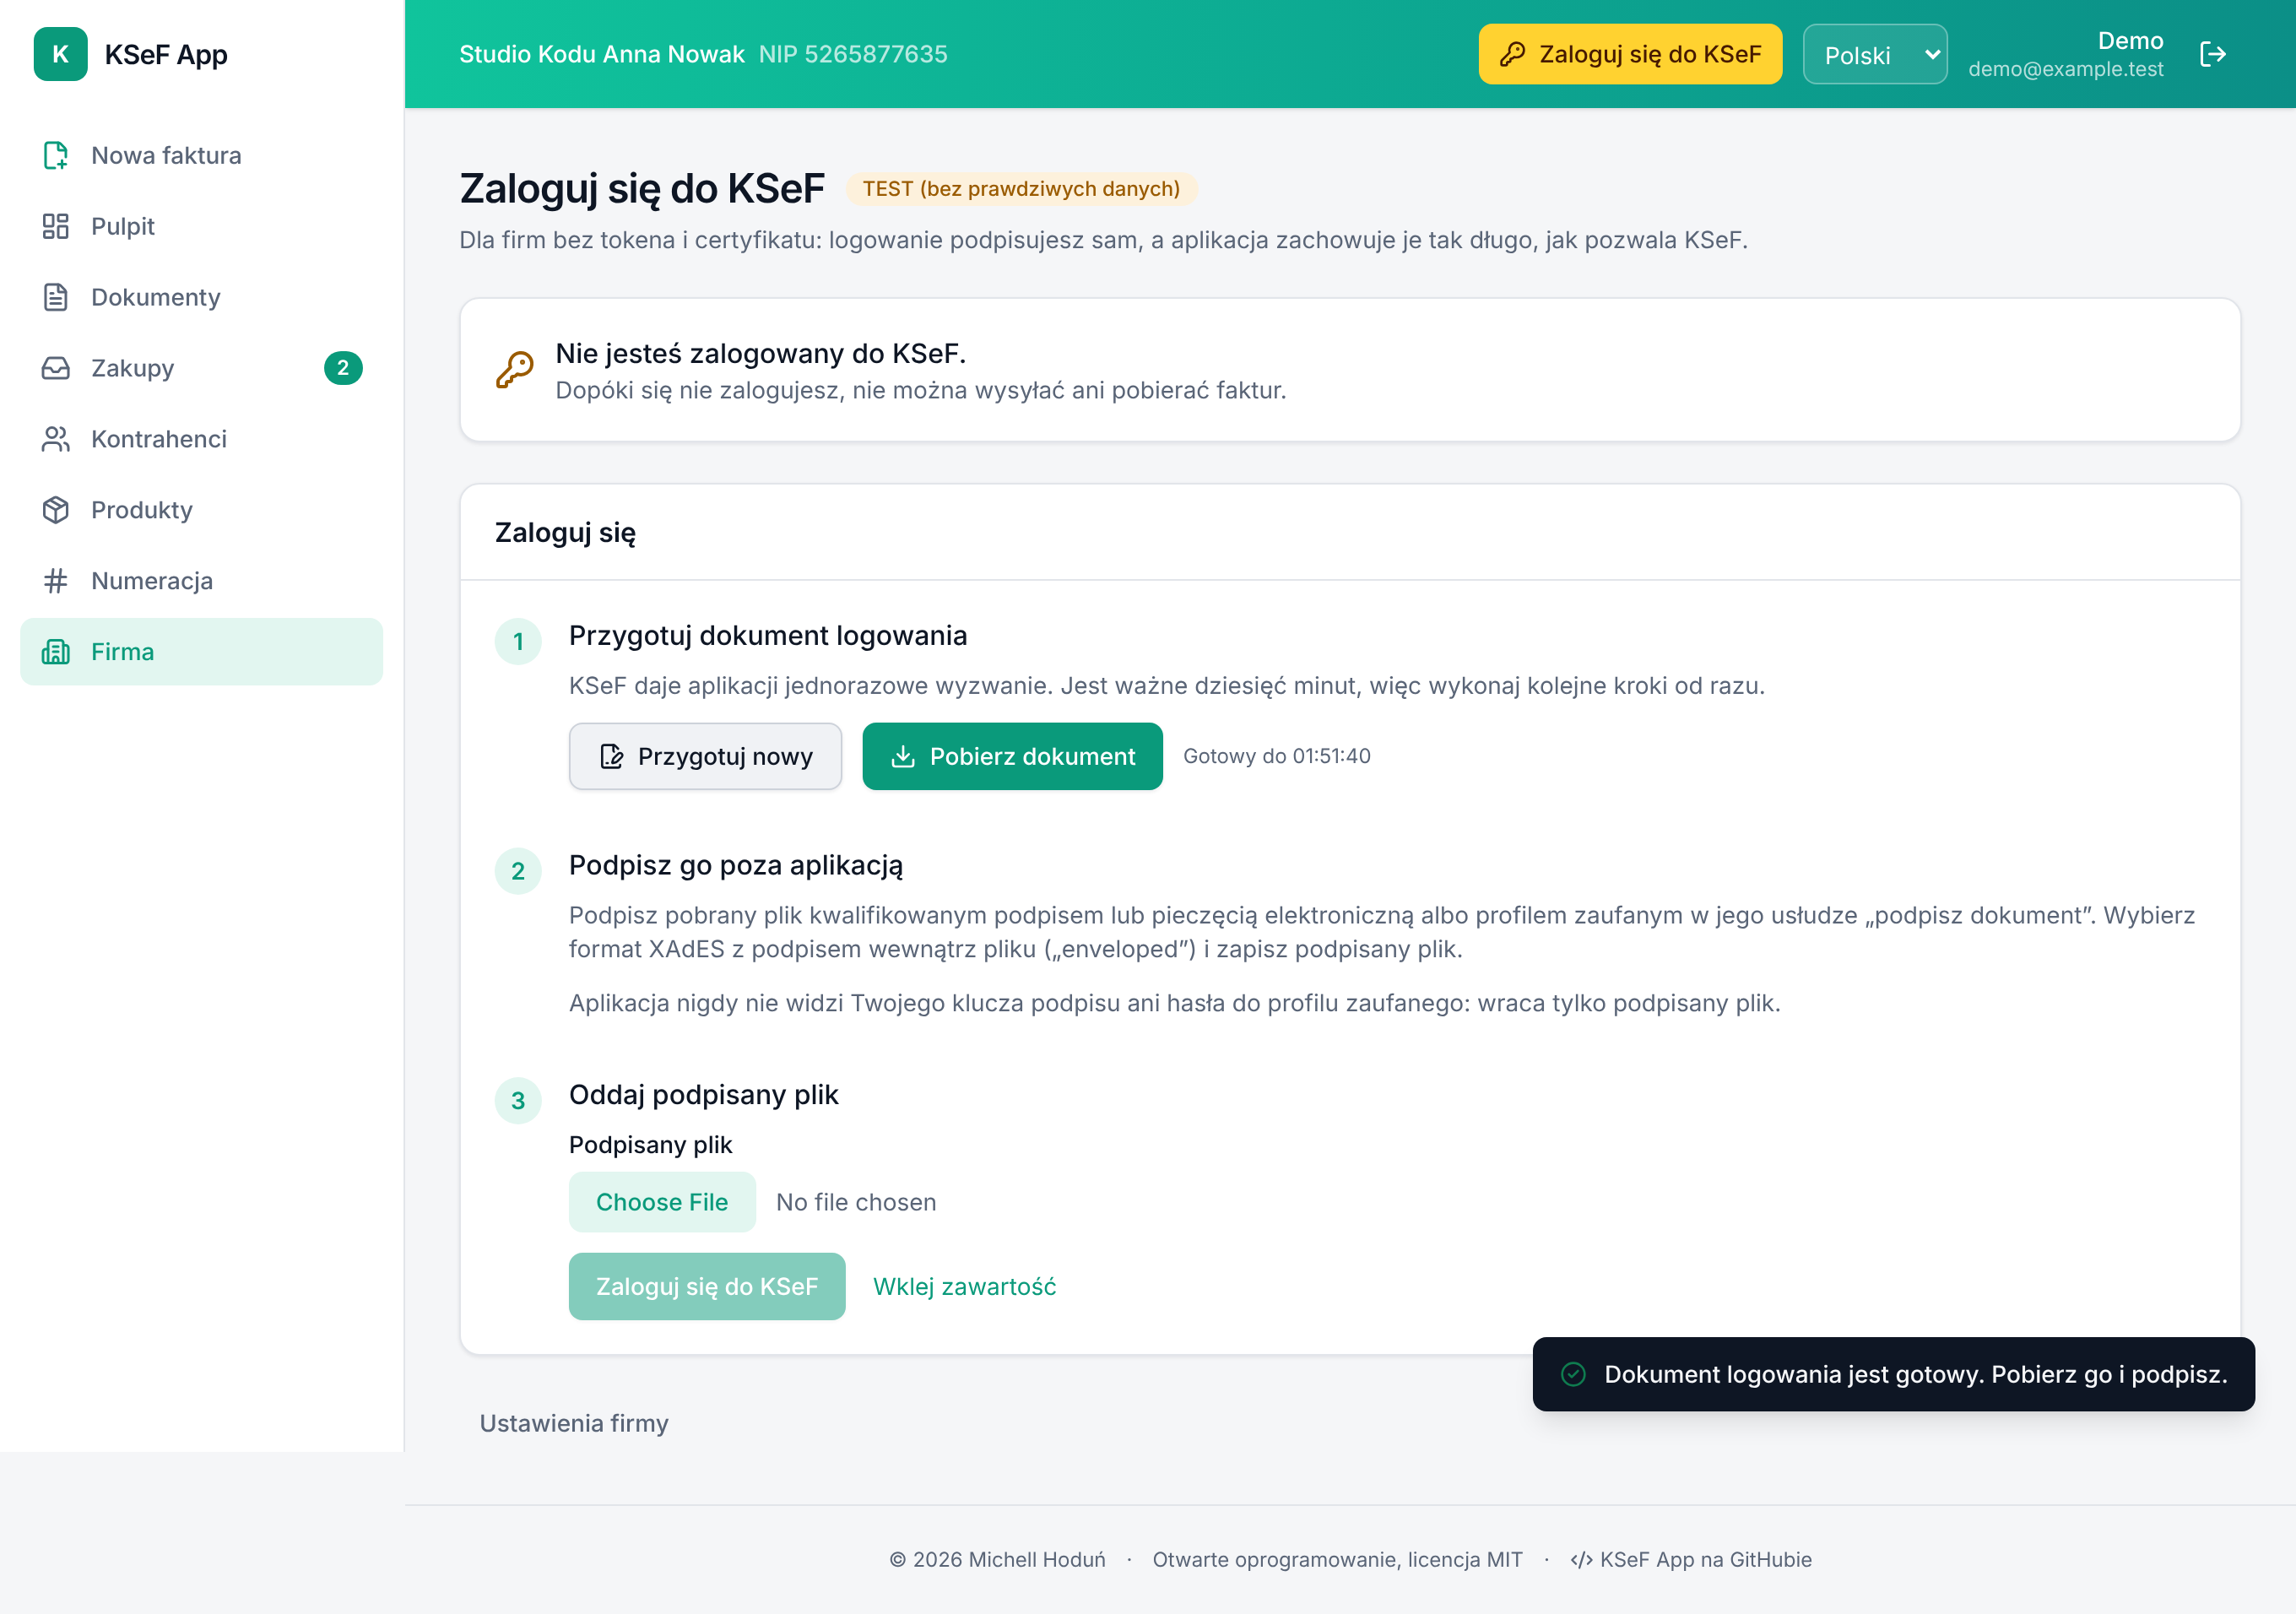 K KSeF App
Studio Kodu Anna Nowak NIP 5265877635
Zaloguj się do KSeF
Polski
Demo
demo@example.test
Nowa faktura
Pulpit
Dokumenty
Zakupy 2
Kontrahenci
Produkty
Numeracja
Firma
Zaloguj się do KSeF TEST (bez prawdziwych danych)
Dla firm bez tokena i certyfikatu: logowanie podpisujesz sam, a aplikacja zachowuje je tak długo, jak pozwala KSeF.
Nie jesteś zalogowany do KSeF.
Dopóki się nie zalogujesz, nie można wysyłać ani pobierać faktur.
Zaloguj się
1 Przygotuj dokument logowania
KSeF daje aplikacji jednorazowe wyzwanie. Jest ważne dziesięć minut, więc wykonaj kolejne kroki od razu.
Przygotuj nowy Pobierz dokument Gotowy do 01:51:40
2 Podpisz go poza aplikacją
Podpisz pobrany plik kwalifikowanym podpisem lub pieczęcią elektroniczną albo profilem zaufanym w jego usłudze „podpisz dokument”. Wybierz
format XAdES z podpisem wewnątrz pliku („enveloped”) i zapisz podpisany plik.
Aplikacja nigdy nie widzi Twojego klucza podpisu ani hasła do profilu zaufanego: wraca tylko podpisany plik.
3 Oddaj podpisany plik
Podpisany plik
Choose File No file chosen
Zaloguj się do KSeF Wklej zawartość
Dokument logowania jest gotowy. Pobierz go i podpisz.
Ustawienia firmy
© 2026 Michell Hoduń · Otwarte oprogramowanie, licencja MIT · </> KSeF App na GitHubie